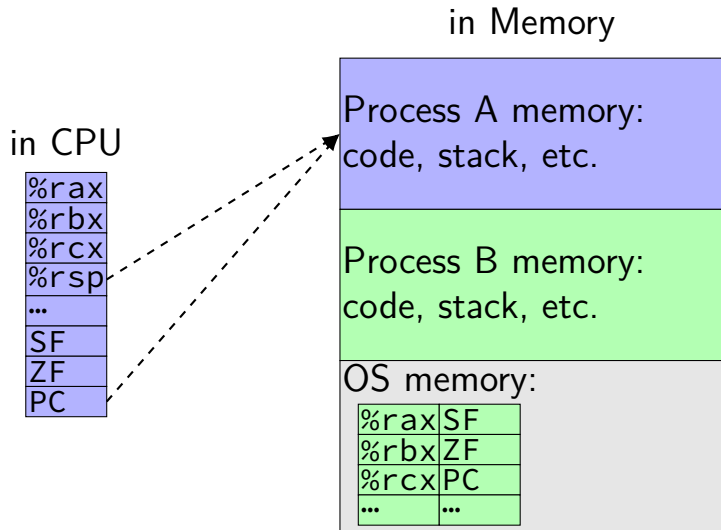 in Memory
Process A memory:
code, stack, etc.
in CPU
%rax
%rbx
%rcx
%rsp
…
SF
ZF
PC
Process B memory:
code, stack, etc.
OS memory:
%rax SF
%rbx ZF
%rcx PC
… …